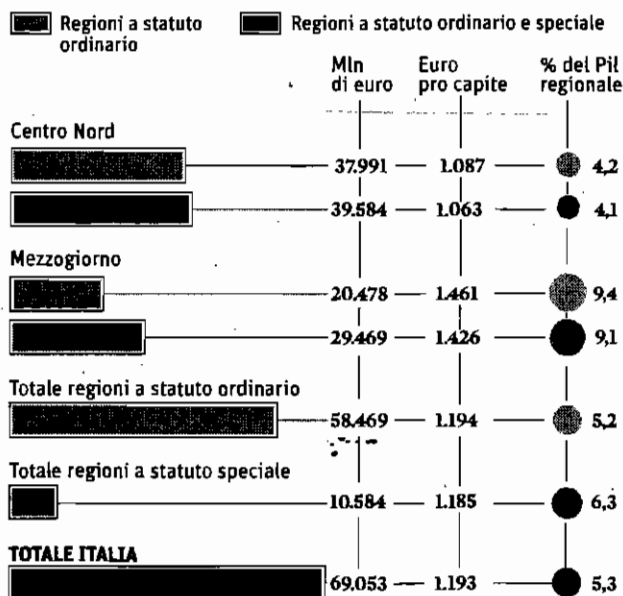 Regioni a statuto ordinario
Regioni a statuto ordinario e speciale
Mln di euro
Euro pro capite
% del Pil regionale
Centro Nord
37.991 1.087 4,2
39.584 1.063 4,1
Mezzogiorno
20.478 1.461 9,4
29.469 1.426 9,1
Totale regioni a statuto ordinario
58.469 1.194 5,2
Totale regioni a statuto speciale
10.584 1.185 6,3
TOTALE ITALIA
69.053 1.193 5,3